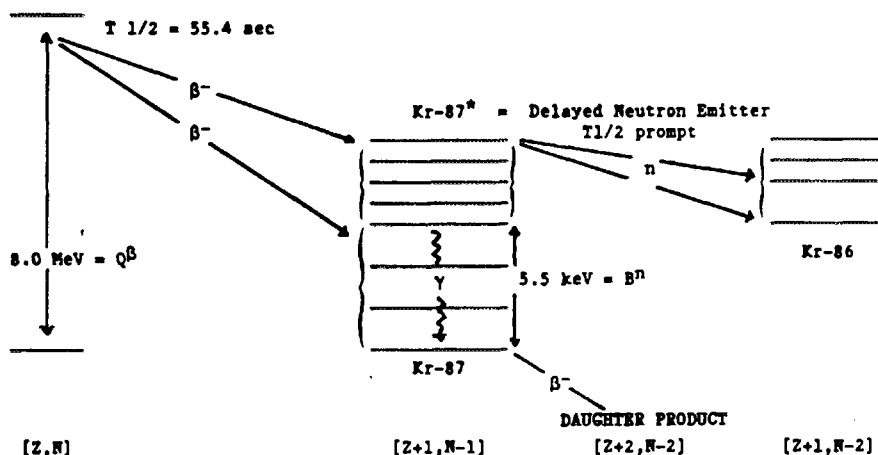 T 1/2 = 55.4 sec
β⁻
β⁻
Kr-87* = Delayed Neutron Emitter
T1/2 prompt
n
8.0 MeV = Qᵝ
γ
5.5 keV = Bⁿ
Kr-86
Kr-87
β⁻
DAUGHTER PRODUCT
[Z,N]
[Z+1,N-1]
[Z+2,N-2]
[Z+1,N-2]